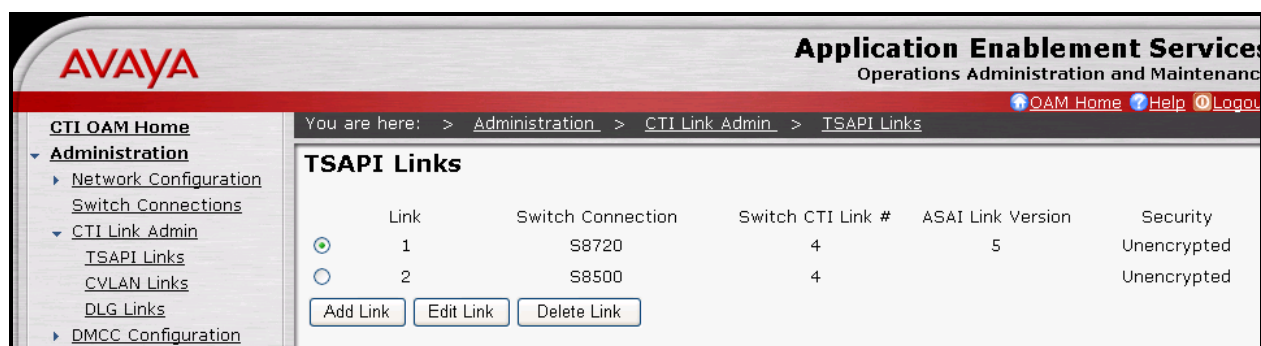 AVAYA
Application Enablement Services
Operations Administration and Maintenanc
OAM Home Help Logou
CTI OAM Home
Administration
Network Configuration
Switch Connections
CTI Link Admin
TSAPI Links
CVLAN Links
DLG Links
DMCC Configuration
You are here: > Administration > CTI Link Admin > TSAPI Links
TSAPI Links
Link Switch Connection Switch CTI Link # ASAI Link Version Security
1 S8720 4 5 Unencrypted
2 S8500 4 Unencrypted
Add Link Edit Link Delete Link